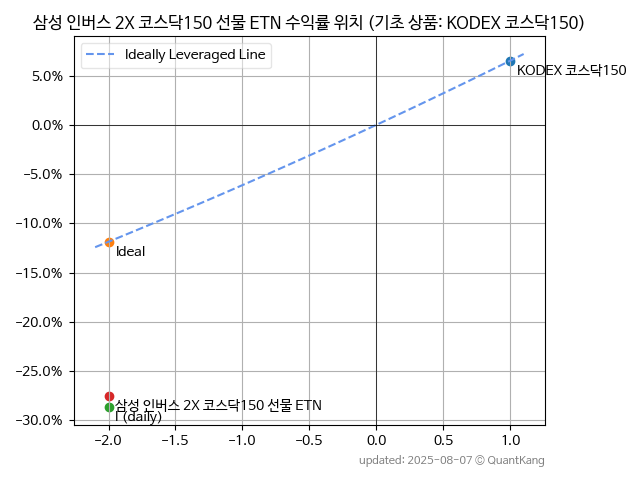 삼성 인버스 2X 코스닥150 선물 ETN 수익률 위치 (기초 상품: KODEX 코스닥150)
Ideally Leveraged Line
KODEX 코스닥150
Ideal
삼성 인버스 2X 코스닥150 선물 ETN
(daily)
5.0%
0.0%
−5.0%
−10.0%
−15.0%
−20.0%
−25.0%
−30.0%
−2.0 −1.5 −1.0 −0.5 0.0 0.5 1.0
updated: 2025-08-07 © QuantKang